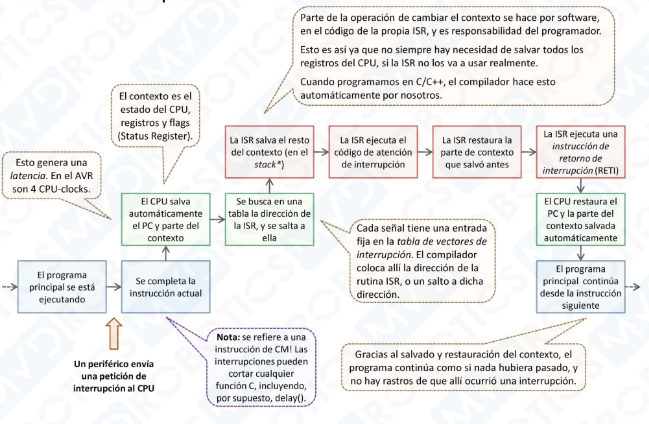 Parte de la operación de cambiar el contexto se hace por software,
en el código de la propia ISR, y es responsabilidad del programador.
Esto es así ya que no siempre hay necesidad de salvar todos los
registros del CPU, si la ISR no los va a usar realmente.
Cuando programamos en C/C++, el compilador hace esto
automáticamente por nosotros.
El contexto es el
estado del CPU,
registros y flags
(Status Register).
Esto genera una
latencia. En el AVR
son 4 CPU-clocks.
La ISR salva el resto
del contexto (en el
stack*)
La ISR ejecuta el
código de atención
de interrupción
La ISR restaura la
parte de contexto
que salvó antes
La ISR ejecuta una
instrucción de
retorno de
interrupción (RETI)
El CPU salva
automáticamente
el PC y parte del
contexto
Se busca en una
tabla la dirección de
la ISR, y se salta a
ella
Cada señal tiene una entrada
fija en la tabla de vectores de
interrupción. El compilador
coloca allí la dirección de la
rutina ISR, o un salto a dicha
dirección.
El CPU restaura el
PC y la parte del
contexto salvada
automáticamente
El programa
principal se está
ejecutando
Se completa la
instrucción actual
El programa
principal continúa
desde la instrucción
siguiente
Un periférico envía
una petición de
interrupción al CPU
Nota: se refiere a una
instrucción de CM! Las
interrupciones pueden
cortar cualquier
función C, incluyendo,
por supuesto, delay().
Gracias al salvado y restauración del contexto, el
programa continúa como si nada hubiera pasado, y
no hay rastros de que allí ocurrió una interrupción.